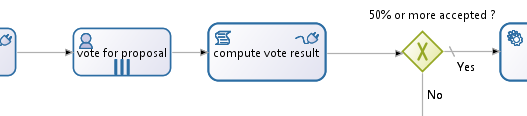 50% or more accepted ?
vote for proposal
compute vote result
Yes
No